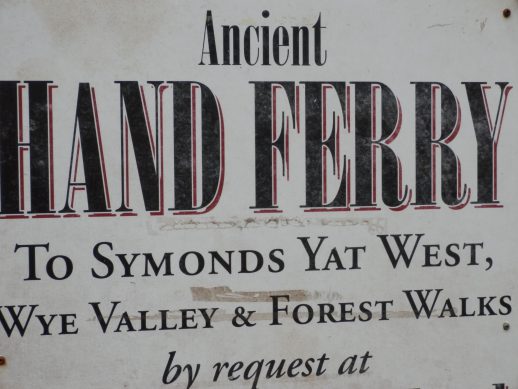 Ancient
HAND FERRY
TO SYMONDS YAT WEST,
WYE VALLEY & FOREST WALKS
by request at